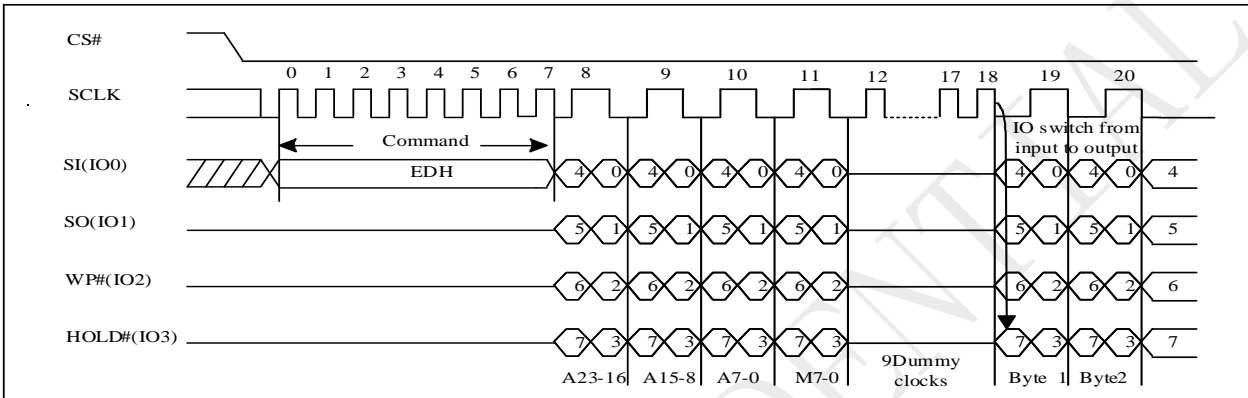 CS#
0 1 2 3 4 5 6 7 8 9 10 11 12 17 18 19 20
SCLK
Command
IO switch from
input to output
SI(IO0)
EDH
4 0 4 0 4 0 4 0 4 0 4 0 4
SO(IO1)
5 1 5 1 5 1 5 1 5 1 5 1 5
WP#(IO2)
6 2 6 2 6 2 6 2 6 2 6 2 6
HOLD#(IO3)
7 3 7 3 7 3 7 3 7 3 7 3 7
A23-16 A15-8 A7-0 M7-0
9Dummy
clocks
Byte 1 Byte2